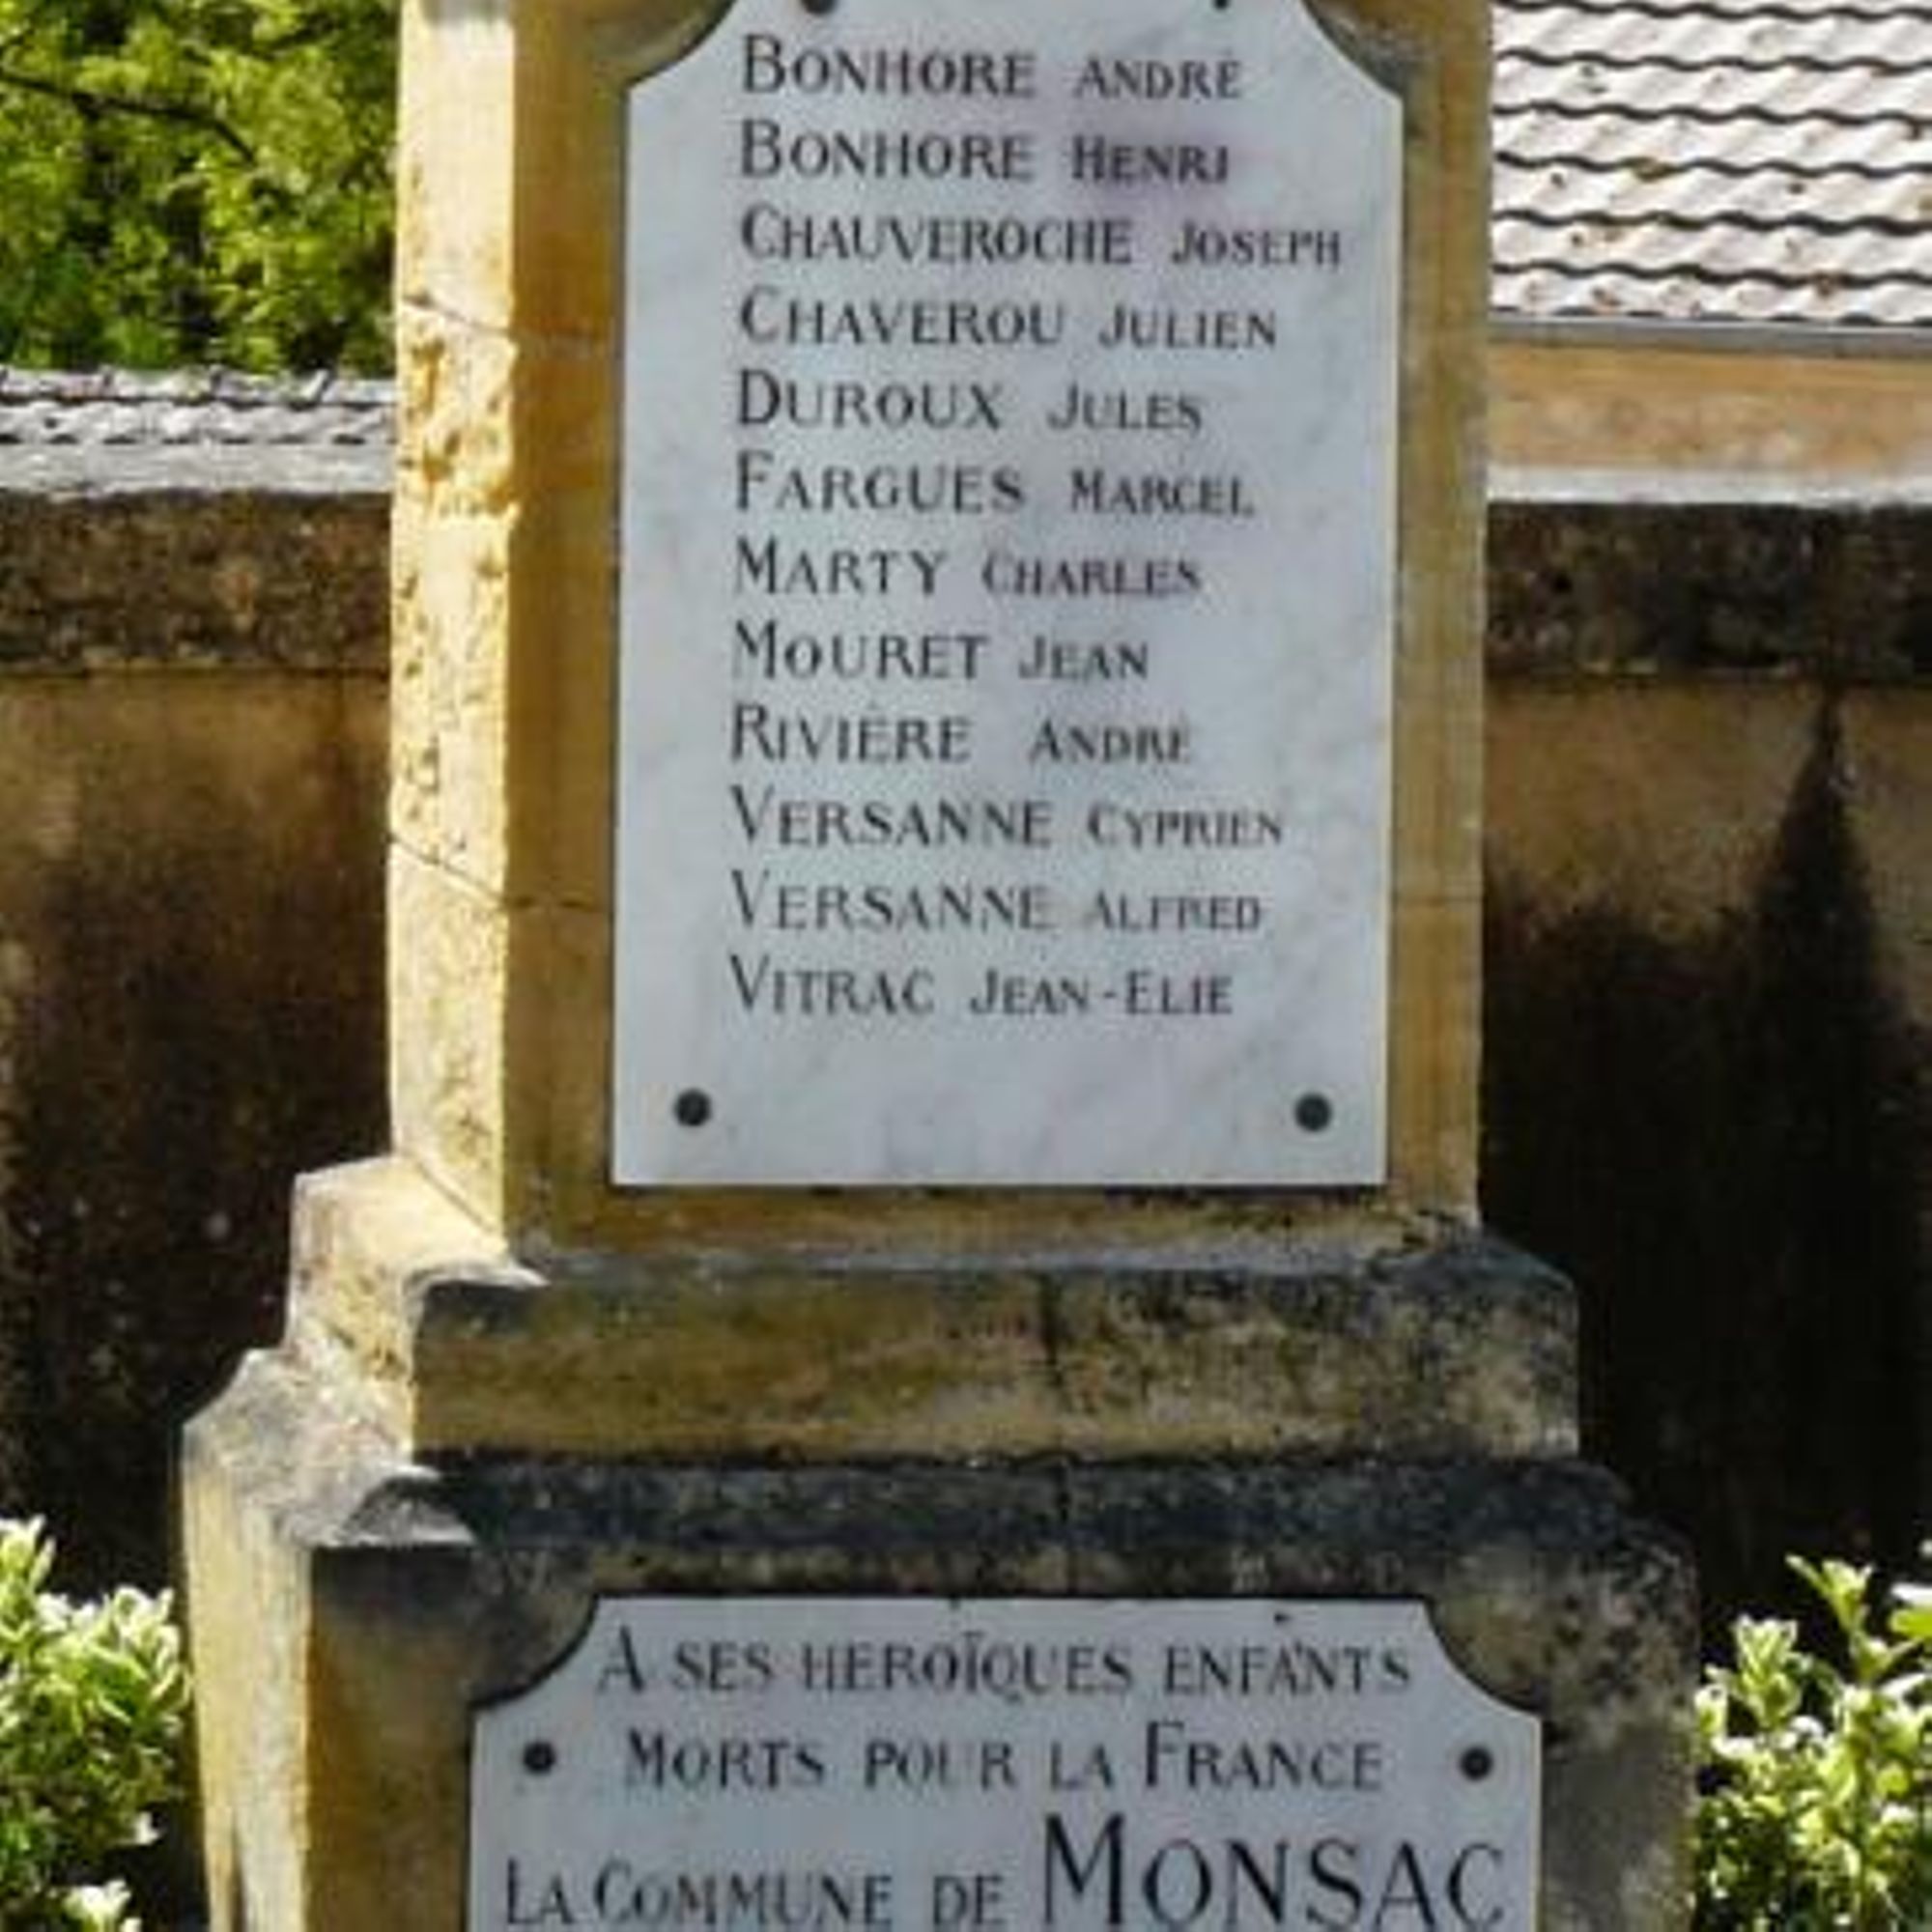 BONHORE ANDRÉ
BONHORE HENRI
CHAUVEROCHE JOSEPH
CHAVEROU JULIEN
DUROUX JULES
FARGUES MARCEL
MARTY CHARLES
MOURET JEAN
RIVIÈRE ANDRÉ
VERSANNE CYPRIEN
VERSANNE ALFRED
VITRAC JEAN-ELIE
A SES HEROÏQUES ENFANTS
MORTS POUR LA FRANCE
LA COMMUNE DE MONSAC